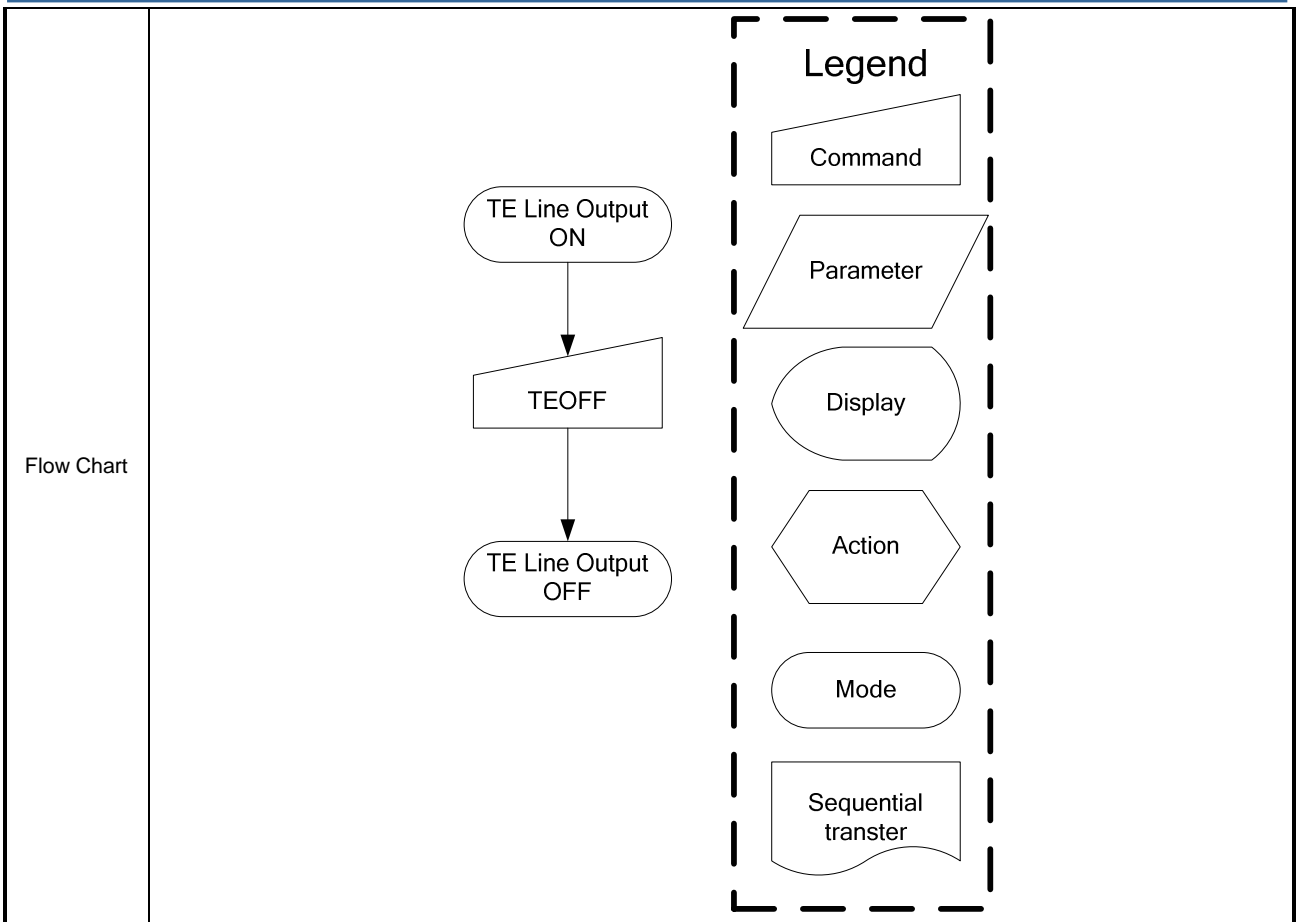 Flow Chart
TE Line Output
ON
TEOFF
TE Line Output
OFF
Legend
Command
Parameter
Display
Action
Mode
Sequential
transter